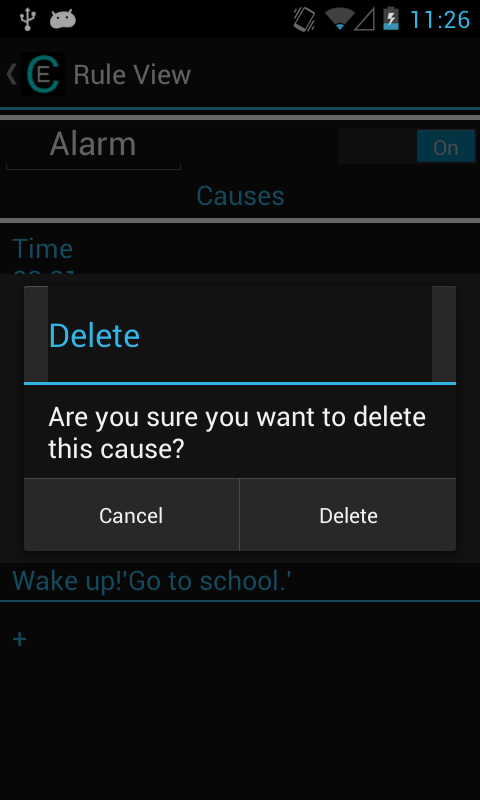 11:26
E
Rule View
Alarm
On
Causes
Time
Delete
Are you sure you want to delete
this cause?
Cancel
Delete
Wake up!'Go to school.'
+